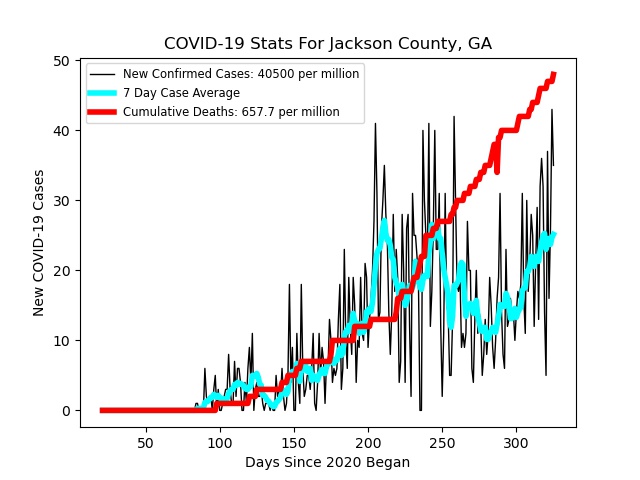 COVID-19 Stats For Jackson County, GA
New Confirmed Cases: 40500 per million
7 Day Case Average
Cumulative Deaths: 657.7 per million
New COVID-19 Cases
50
40
30
20
10
0
50 100 150 200 250 300
Days Since 2020 Began